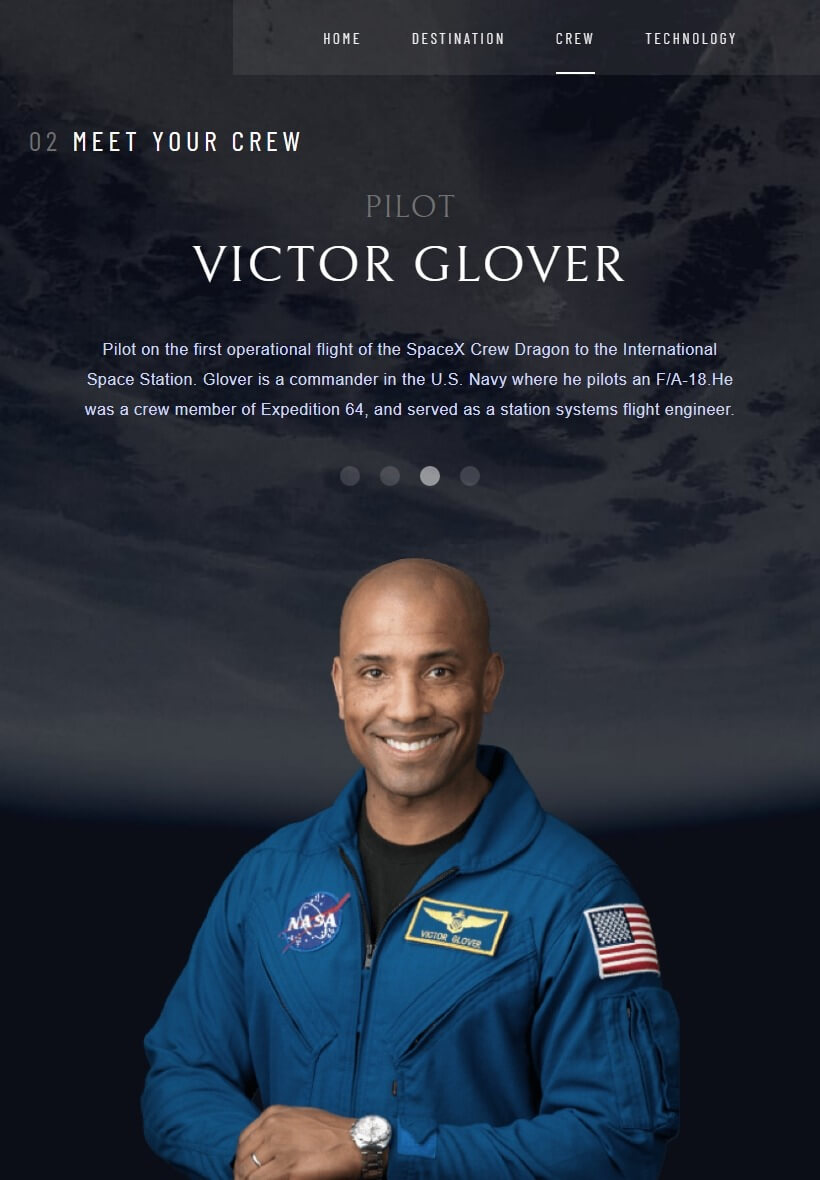 HOME DESTINATION CREW TECHNOLOGY
02 MEET YOUR CREW
PILOT
VICTOR GLOVER
Pilot on the first operational flight of the SpaceX Crew Dragon to the International
Space Station. Glover is a commander in the U.S. Navy where he pilots an F/A-18.He
was a crew member of Expedition 64, and served as a station systems flight engineer.
NASA
VICTOR GLOVER